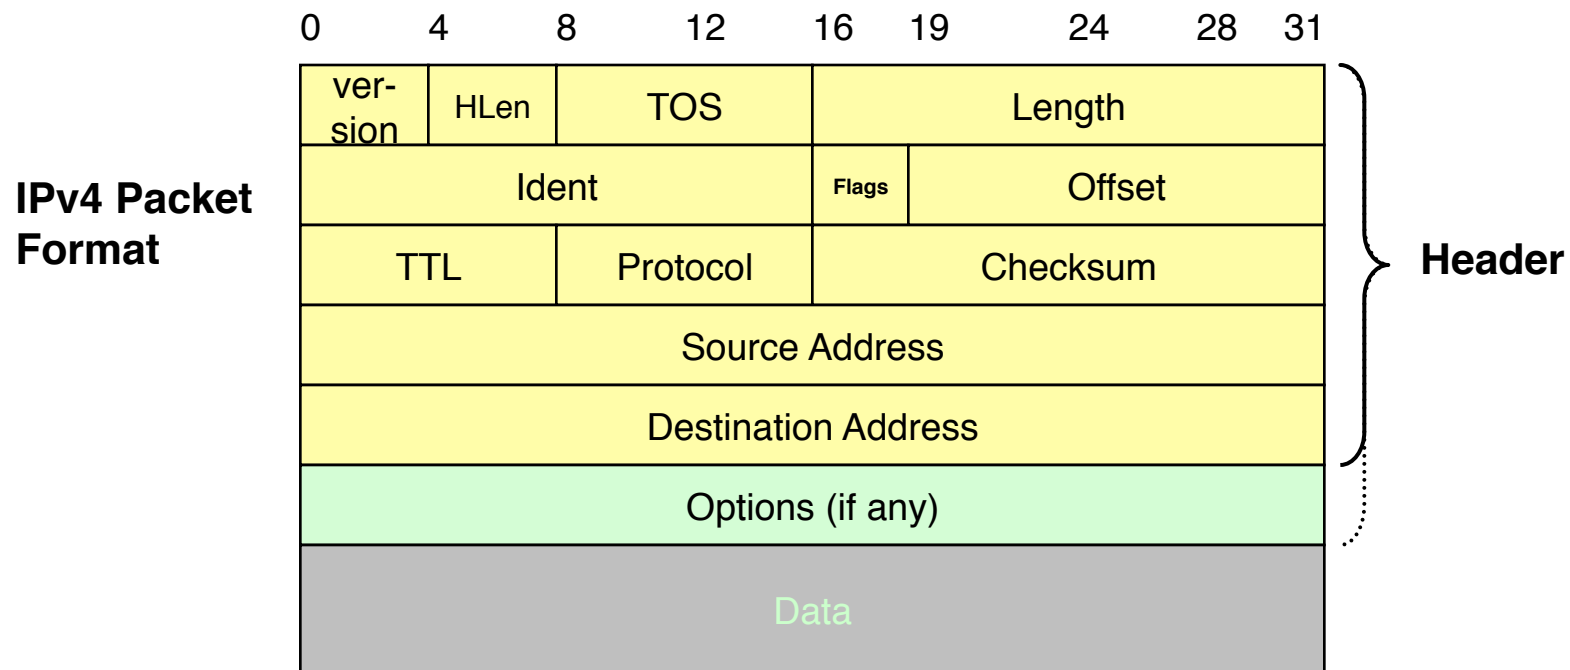 0 4 8 12 16 19 24 28 31
ver-
sion
HLen
TOS
Length
Ident
Flags
Offset
IPv4 Packet
Format
TTL
Protocol
Checksum
Header
Source Address
Destination Address
Options (if any)
Data